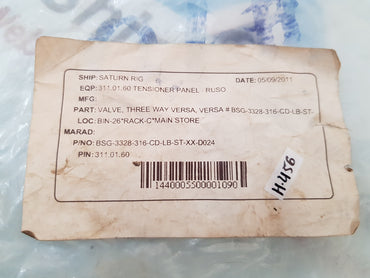 SHIP: SATURN RIG DATE: 05/09/2011
EQP: 311.01.60 TENSIONER PANEL RUSO
MFG:
PART: VALVE, THREE WAY VERSA, VERSA # BSG-3328-316-CD-LB-ST-
LOC: BIN-26*RACK-C*MAIN STORE
MARAD:
P/NO: BSG-3328-316-CD-LB-ST-XX-D024
PIN: 311.01.60
1440005500001090
H-456